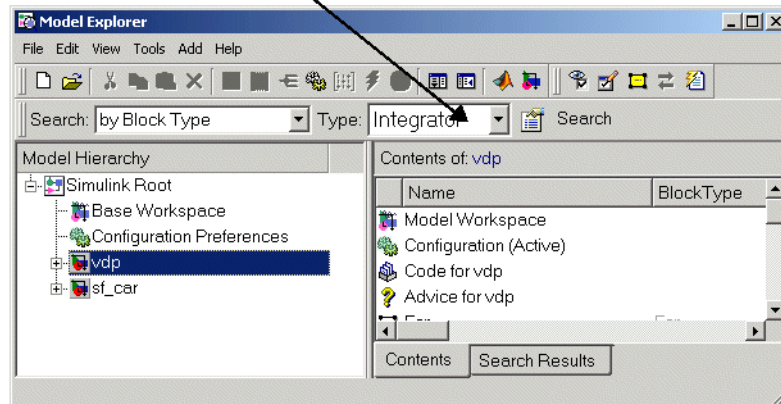 Model Explorer
File Edit View Tools Add Help
Search: by Block Type Type: Integrator Search
Model Hierarchy
Simulink Root
Base Workspace
Configuration Preferences
vdp
sf_car
Contents of: vdp
Name BlockType
Model Workspace
Configuration (Active)
Code for vdp
Advice for vdp
Contents Search Results